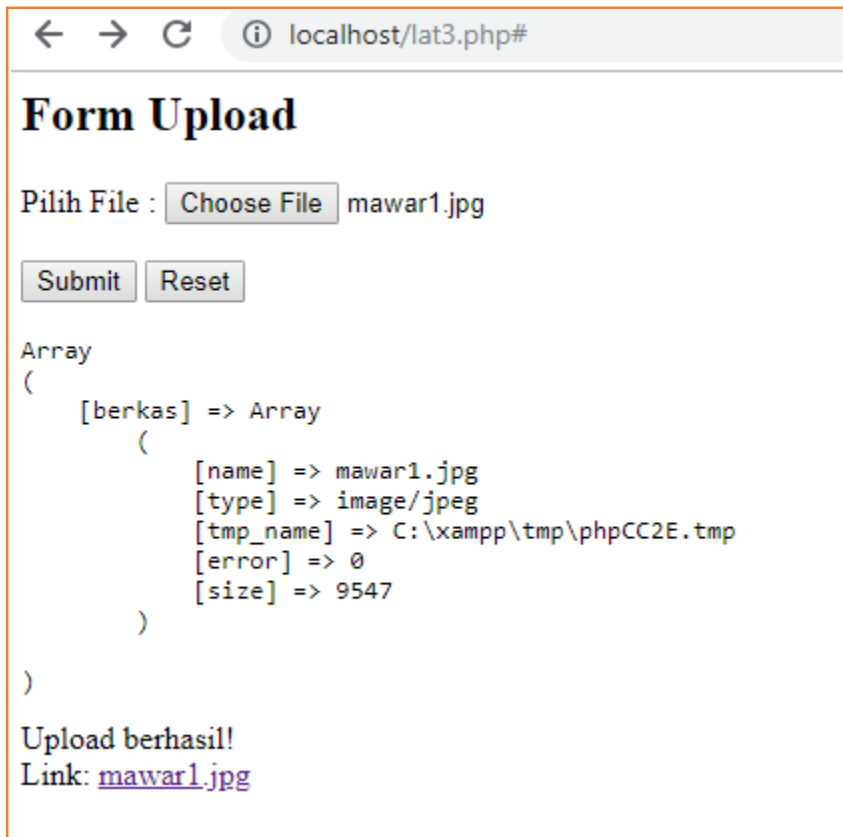 localhost/lat3.php#
Form Upload
Pilih File : Choose File mawar1.jpg
Submit Reset
Array
(
    [berkas] => Array
        (
            [name] => mawar1.jpg
            [type] => image/jpeg
            [tmp_name] => C:\xampp\tmp\phpCC2E.tmp
            [error] => 0
            [size] => 9547
        )
)
Upload berhasil!
Link: mawar1.jpg